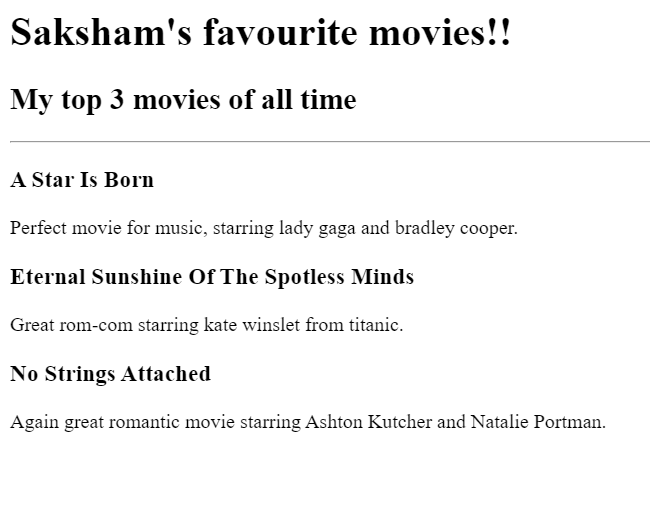 Saksham's favourite movies!!
My top 3 movies of all time
A Star Is Born
Perfect movie for music, starring lady gaga and bradley cooper.
Eternal Sunshine Of The Spotless Minds
Great rom-com starring kate winslet from titanic.
No Strings Attached
Again great romantic movie starring Ashton Kutcher and Natalie Portman.